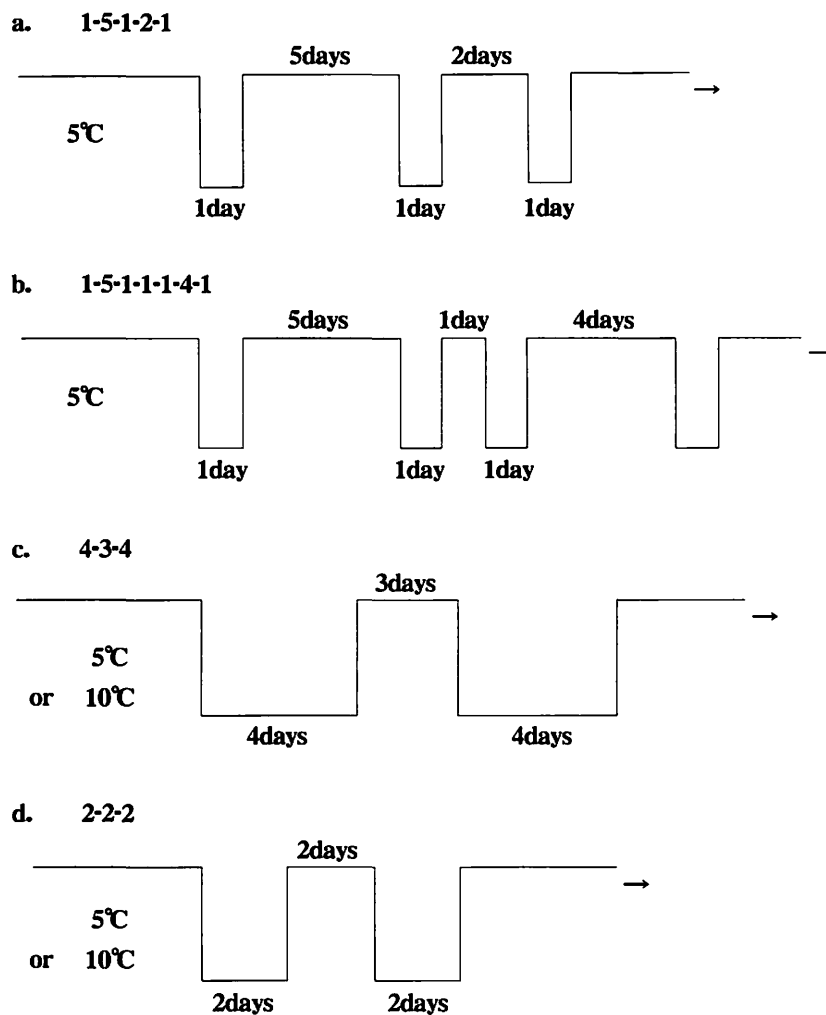 a. 1-5-1-2-1
5days 2days
→
5℃
1day 1day 1day
b. 1-5-1-1-1-4-1
5days 1day 4days
5℃
1day 1day 1day
c. 4-3-4
3days
→
5℃
or 10℃
4days 4days
d. 2-2-2
2days
→
5℃
or 10℃
2days 2days